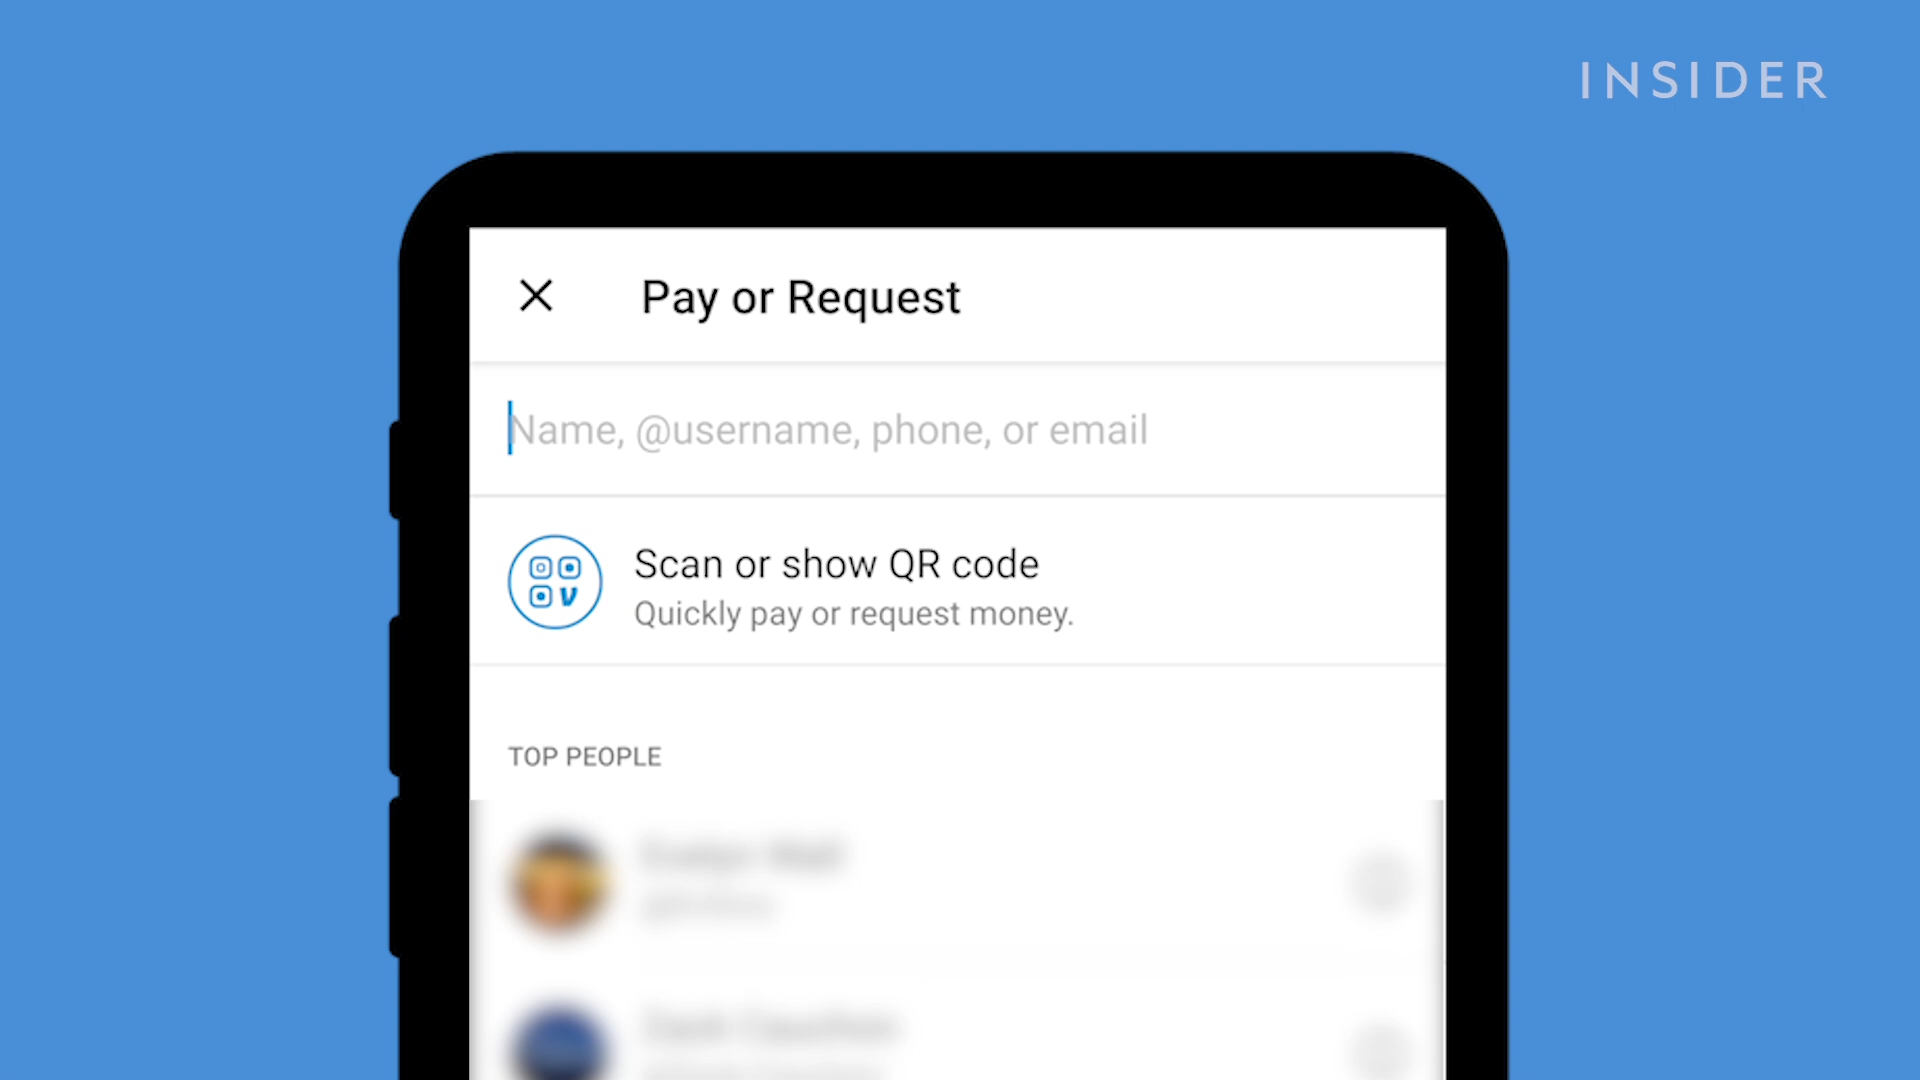 INSIDER
Pay or Request
Name, @username, phone, or email
Scan or show QR code
Quickly pay or request money.
TOP PEOPLE